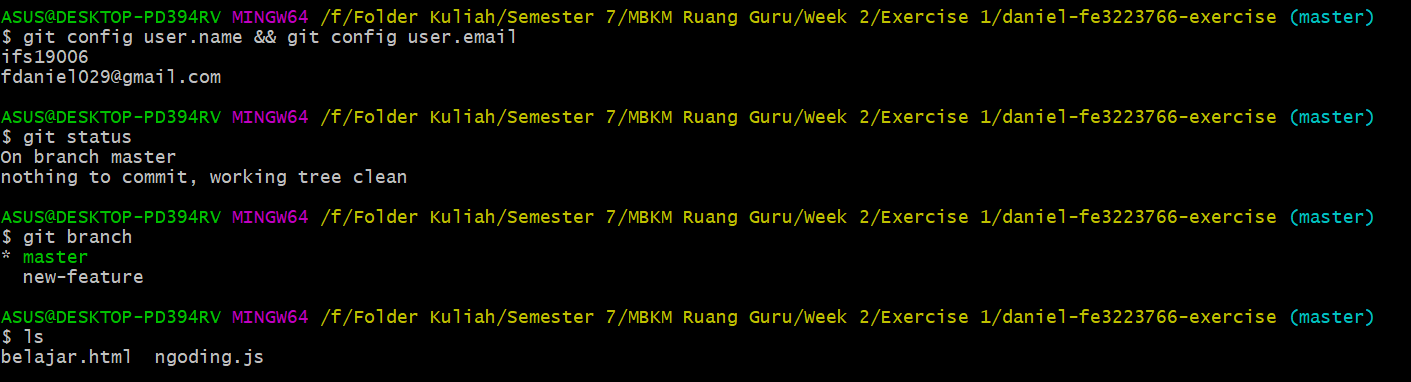 ASUS@DESKTOP-PD394RV MINGW64 /f/Folder Kuliah/Semester 7/MBKM Ruang Guru/Week 2/Exercise 1/daniel-fe3223766-exercise (master)
$ git config user.name && git config user.email
ifs19006
fdaniel029@gmail.com

ASUS@DESKTOP-PD394RV MINGW64 /f/Folder Kuliah/Semester 7/MBKM Ruang Guru/Week 2/Exercise 1/daniel-fe3223766-exercise (master)
$ git status
On branch master
nothing to commit, working tree clean

ASUS@DESKTOP-PD394RV MINGW64 /f/Folder Kuliah/Semester 7/MBKM Ruang Guru/Week 2/Exercise 1/daniel-fe3223766-exercise (master)
$ git branch
* master
  new-feature

ASUS@DESKTOP-PD394RV MINGW64 /f/Folder Kuliah/Semester 7/MBKM Ruang Guru/Week 2/Exercise 1/daniel-fe3223766-exercise (master)
$ ls
belajar.html  ngoding.js